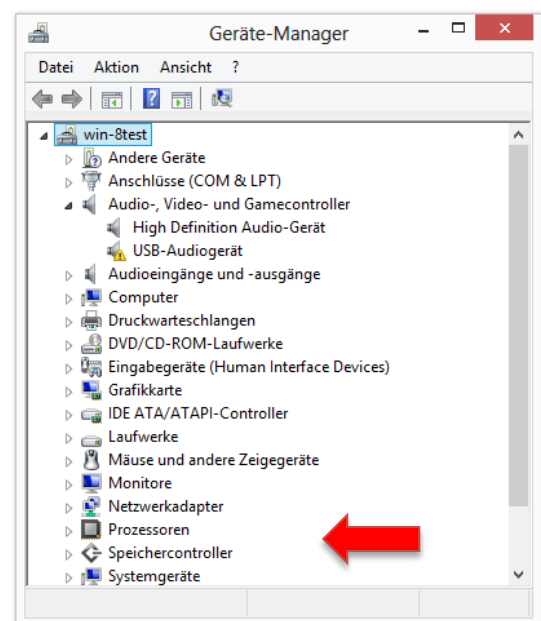 Geräte-Manager
Datei Aktion Ansicht ?
win-8test
Andere Geräte
Anschlüsse (COM & LPT)
Audio-, Video- und Gamecontroller
High Definition Audio-Gerät
USB-Audiogerät
Audioeingänge und -ausgänge
Computer
Druckwarteschlangen
DVD/CD-ROM-Laufwerke
Eingabegeräte (Human Interface Devices)
Grafikkarte
IDE ATA/ATAPI-Controller
Laufwerke
Mäuse und andere Zeigegeräte
Monitore
Netzwerkadapter
Prozessoren
Speichercontroller
Systemgeräte